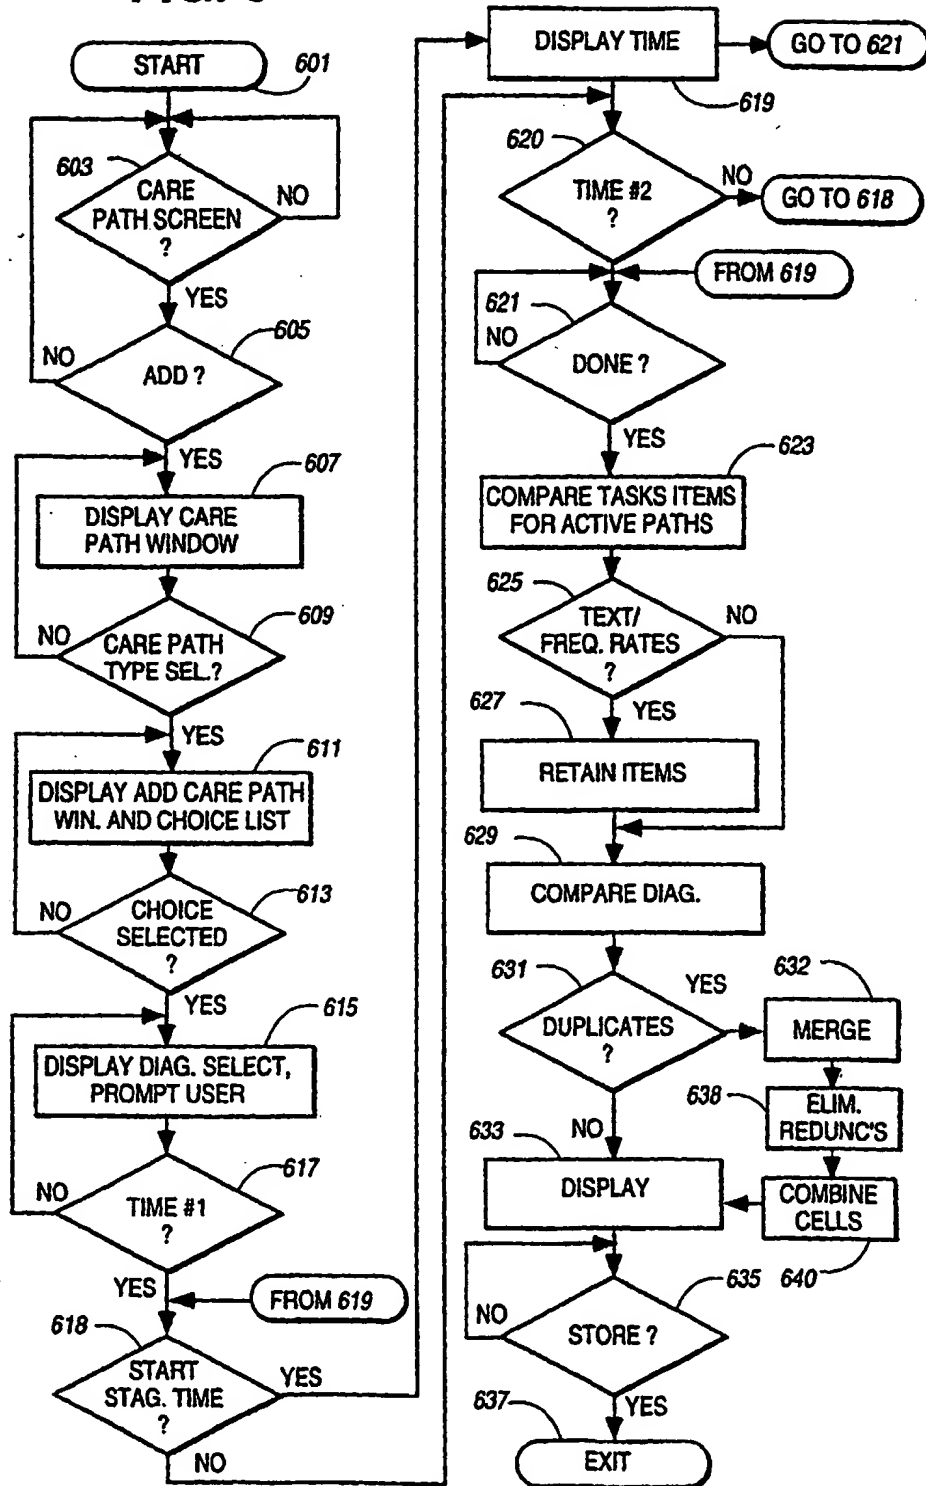 START
601
603
CARE
PATH SCREEN
?
NO
YES
605
NO
ADD ?
YES
607
DISPLAY CARE
PATH WINDOW
609
NO
CARE PATH
TYPE SEL.?
YES
611
DISPLAY ADD CARE PATH
WIN. AND CHOICE LIST
613
NO
CHOICE
SELECTED
?
YES
615
DISPLAY DIAG. SELECT,
PROMPT USER
617
NO
TIME #1
?
YES
FROM 619
618
START
STAG. TIME
?
YES
NO
DISPLAY TIME
GO TO 621
619
620
TIME #2
?
NO
GO TO 618
FROM 619
621
NO
DONE ?
YES
623
COMPARE TASKS ITEMS
FOR ACTIVE PATHS
625
TEXT/
FREQ. RATES
?
NO
627
YES
RETAIN ITEMS
629
COMPARE DIAG.
631
DUPLICATES
?
YES
632
MERGE
638
ELIM.
REDUNC'S
NO
633
DISPLAY
COMBINE
CELLS
640
635
NO
STORE ?
YES
637
EXIT